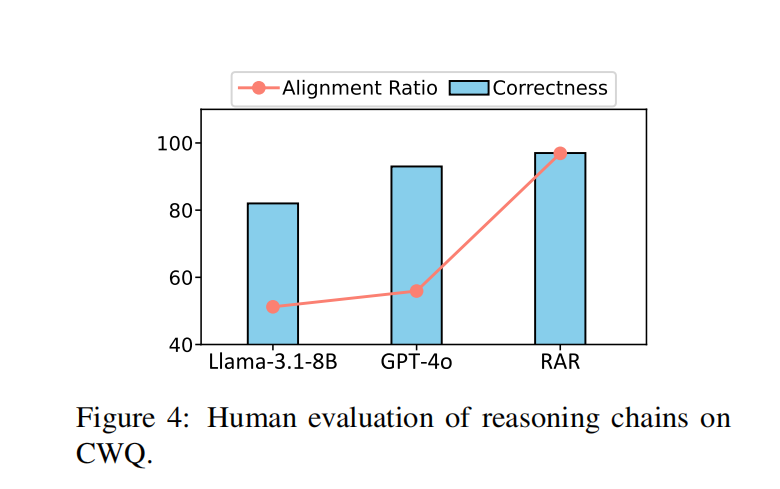 Alignment Ratio Correctness
100
80
60
40
Llama-3.1-8B GPT-4o RAR
Figure 4: Human evaluation of reasoning chains on
CWQ.